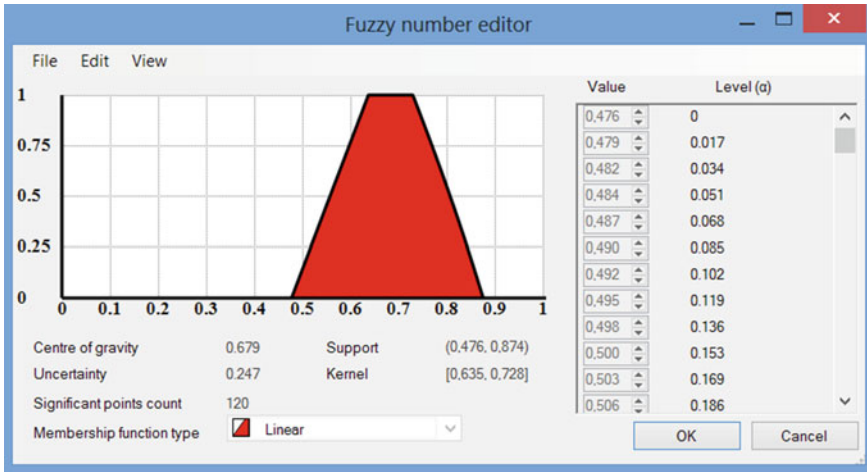 Fuzzy number editor
File Edit View
1
0.75
0.5
0.25
0
0 0.1 0.2 0.3 0.4 0.5 0.6 0.7 0.8 0.9 1
Centre of gravity 0.679 Support (0,476, 0,874)
Uncertainty 0.247 Kernel [0,635, 0,728]
Significant points count 120
Membership function type Linear
Value Level (α)
0,476 0
0,479 0.017
0,482 0.034
0,484 0.051
0,487 0.068
0,490 0.085
0,492 0.102
0,495 0.119
0,498 0.136
0,500 0.153
0,503 0.169
0,506 0.186
OK Cancel